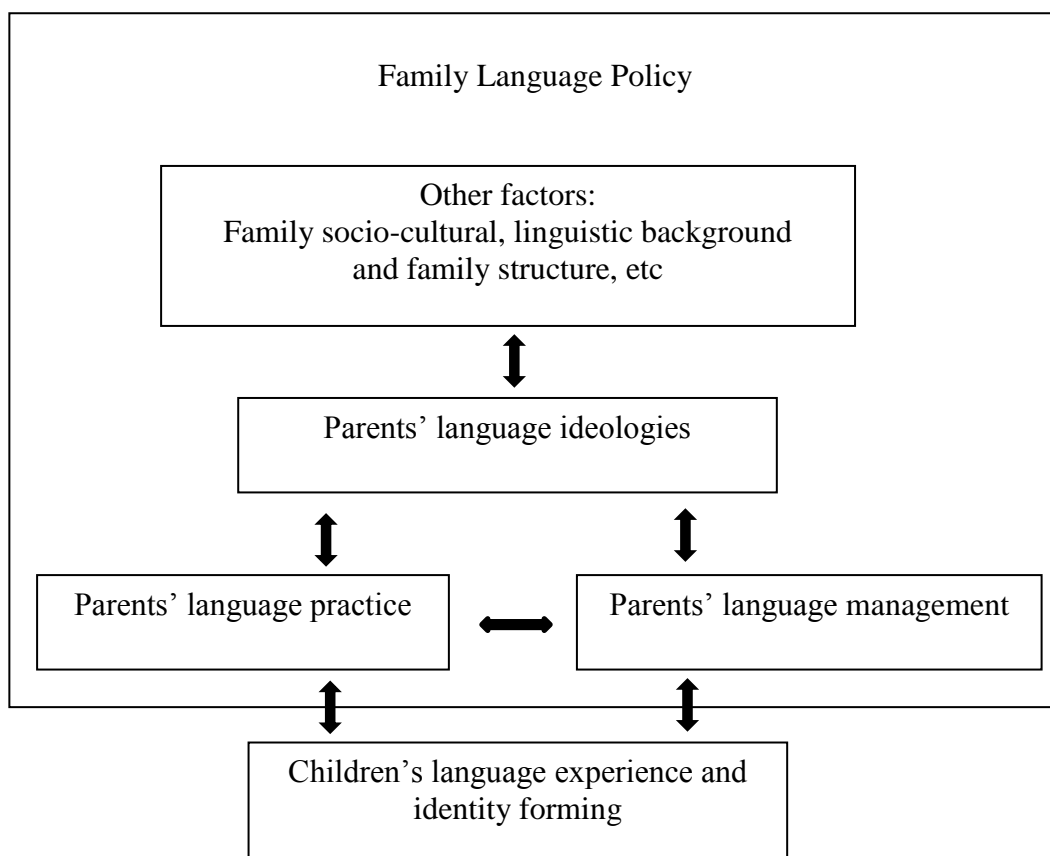 Family Language Policy
Other factors:
Family socio-cultural, linguistic background
and family structure, etc
Parents’ language ideologies
Parents’ language practice
Parents’ language management
Children’s language experience and
identity forming